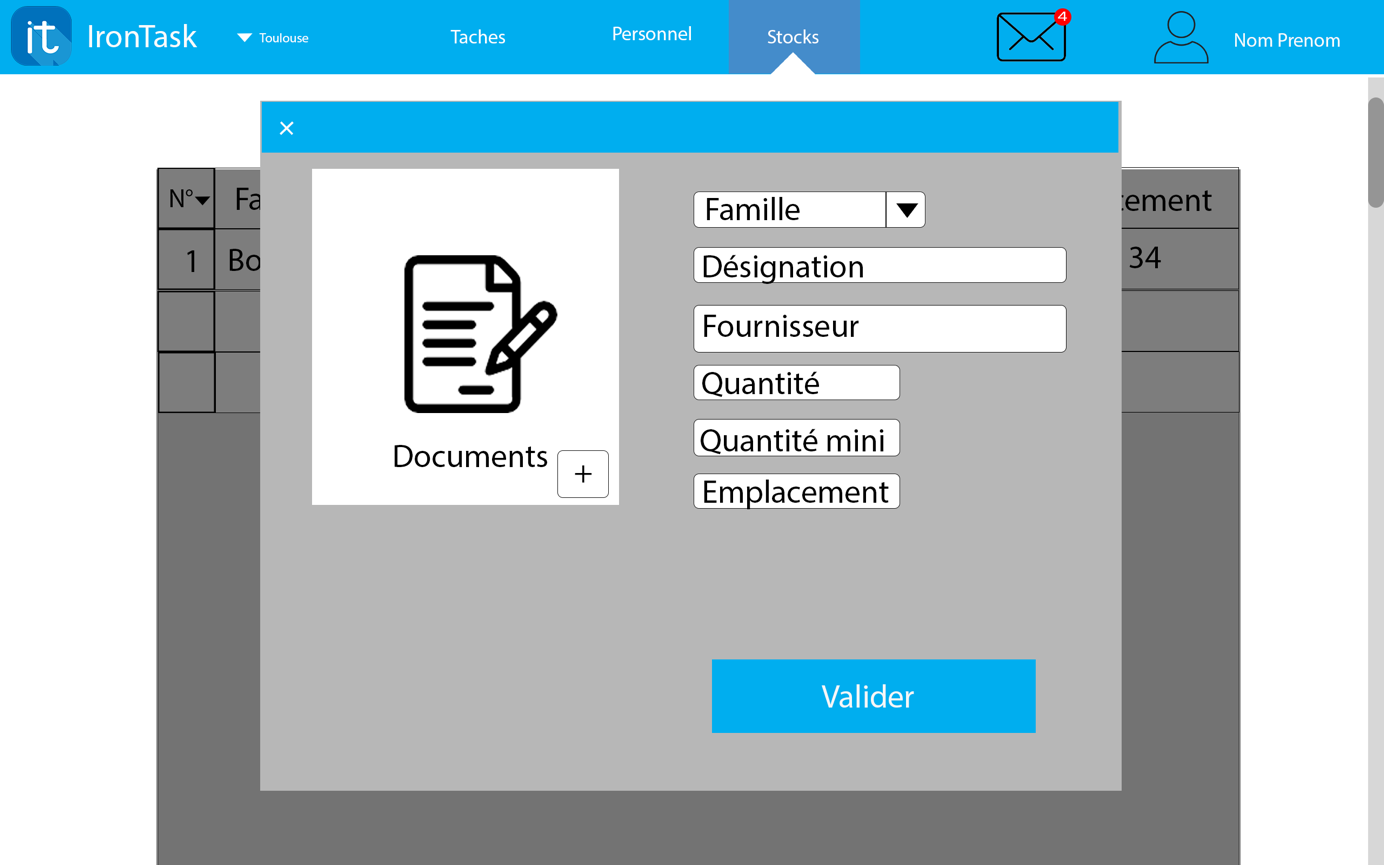 it IronTask Toulouse Taches Personnel Stocks 4 Nom Prenom
×
N° Fa cement
1 Bo 34
Famille
Désignation
Fournisseur
Quantité
Quantité mini
Emplacement
Documents +
Valider